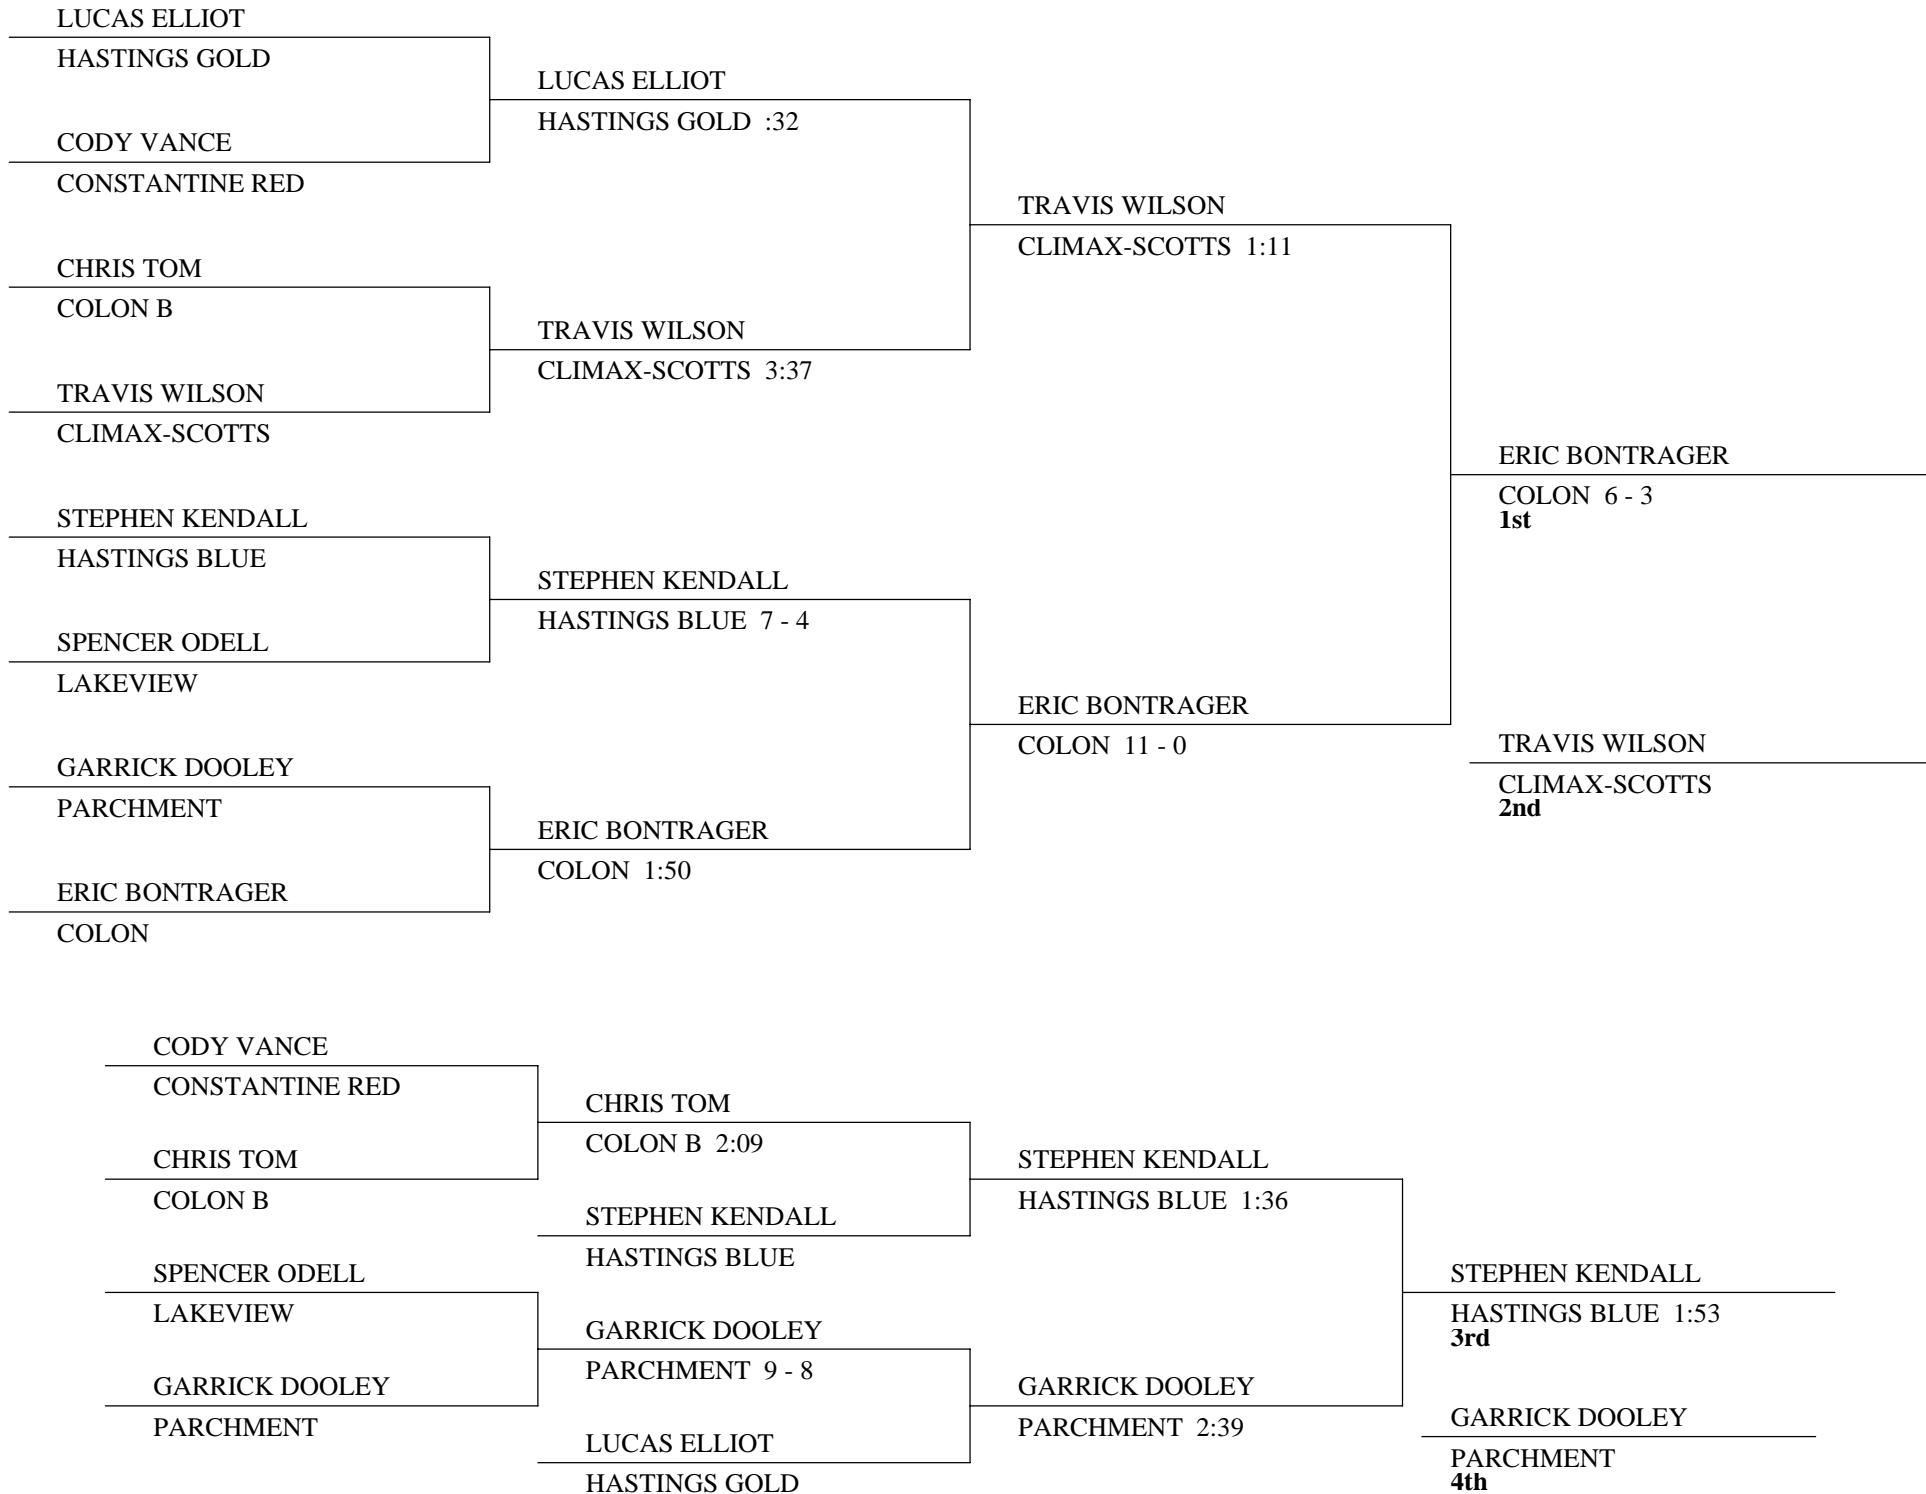 LUCAS ELLIOT
HASTINGS GOLD
LUCAS ELLIOT
HASTINGS GOLD :32
CODY VANCE
CONSTANTINE RED
TRAVIS WILSON
CLIMAX-SCOTTS 1:11
CHRIS TOM
COLON B
TRAVIS WILSON
CLIMAX-SCOTTS 3:37
TRAVIS WILSON
CLIMAX-SCOTTS
ERIC BONTRAGER
COLON 6 - 3
1st
STEPHEN KENDALL
HASTINGS BLUE
STEPHEN KENDALL
HASTINGS BLUE 7 - 4
SPENCER ODELL
LAKEVIEW
ERIC BONTRAGER
COLON 11 - 0
TRAVIS WILSON
CLIMAX-SCOTTS
2nd
GARRICK DOOLEY
PARCHMENT
ERIC BONTRAGER
COLON 1:50
ERIC BONTRAGER
COLON
CODY VANCE
CONSTANTINE RED
CHRIS TOM
COLON B 2:09
CHRIS TOM
COLON B
STEPHEN KENDALL
HASTINGS BLUE 1:36
STEPHEN KENDALL
HASTINGS BLUE
SPENCER ODELL
LAKEVIEW
STEPHEN KENDALL
HASTINGS BLUE 1:53
3rd
GARRICK DOOLEY
PARCHMENT 9 - 8
GARRICK DOOLEY
PARCHMENT
GARRICK DOOLEY
PARCHMENT 2:39
GARRICK DOOLEY
PARCHMENT
4th
LUCAS ELLIOT
HASTINGS GOLD